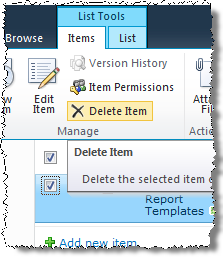 List Tools
Browse Items List
Edit Item
Version History
Item Permissions
Delete Item
Manage
Delete Item
Delete the selected item
Report
Templates
Add new item